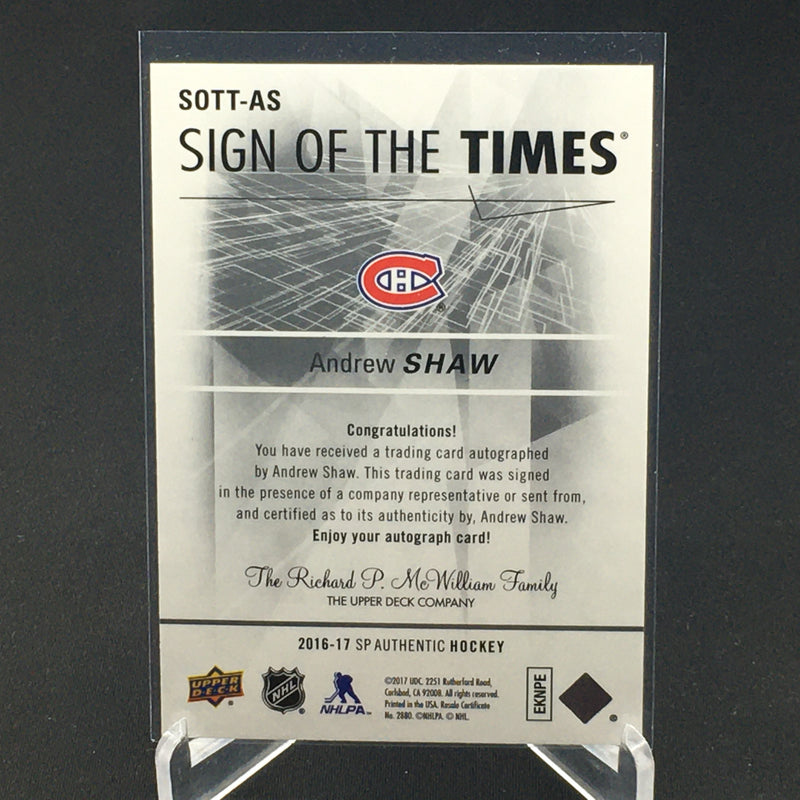 SOTT-AS
SIGN OF THE TIMES®
Andrew SHAW
Congratulations!
You have received a trading card autographed
by Andrew Shaw. This trading card was signed
in the presence of a company representative or sent from,
and certified as to its authenticity by, Andrew Shaw.
Enjoy your autograph card!
The Richard P. McWilliam Family
THE UPPER DECK COMPANY
2016-17 SP AUTHENTIC HOCKEY
UPPER
D·E·C·K
NHL
NHLPA
©2017 UDC. 2251 Rutherford Road,
Carlsbad, CA 92008. All rights reserved.
Printed in the USA. Resale Certificate
No. 2880. ©NHLPA. © NHL.
EKNPE